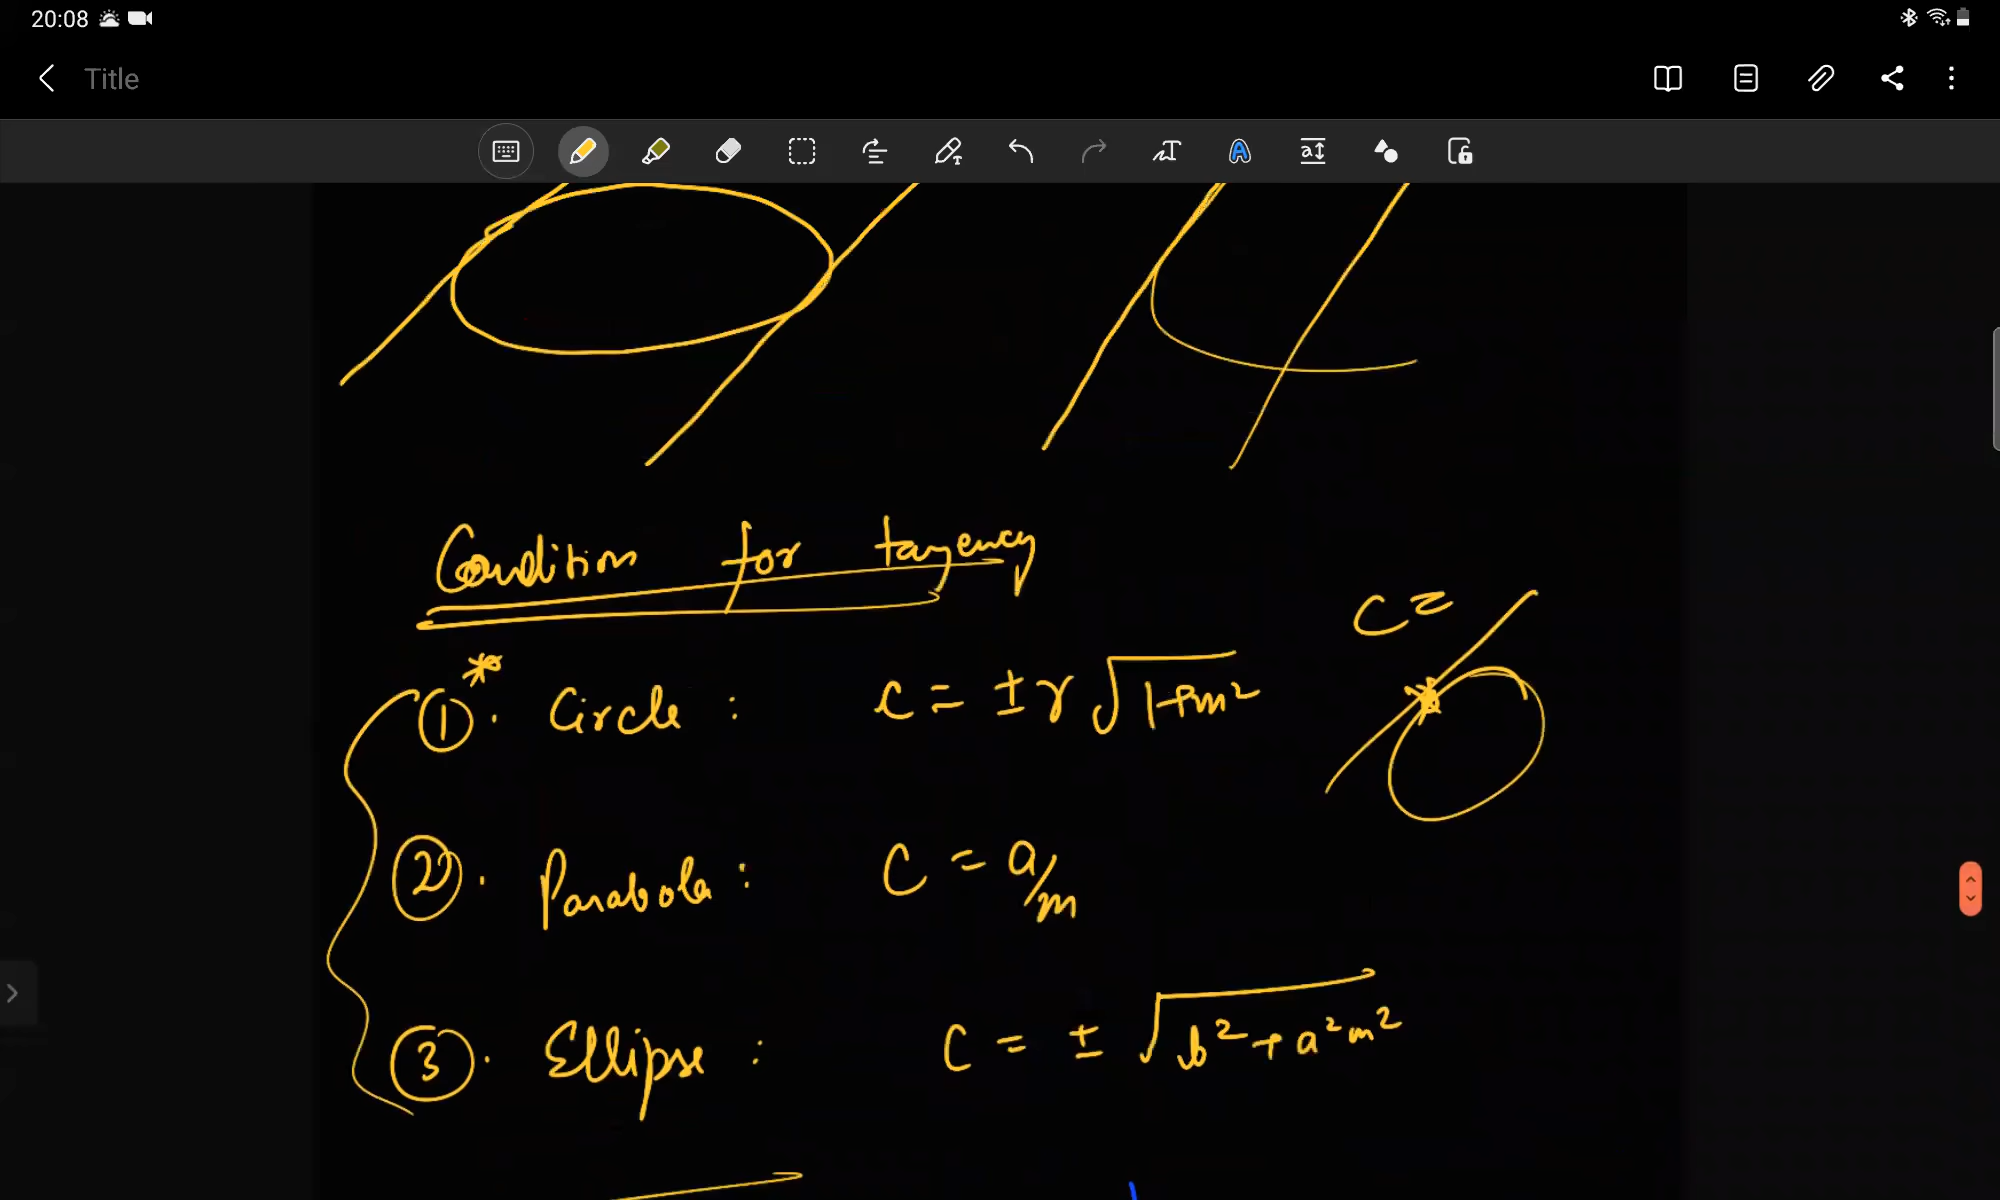 20:08
Title
Condition for tangency
C =
①*. Circle : c = ± r √1+m²
②. Parabola : C = a/m
③. Ellipse : C = ± √b²+a²m²